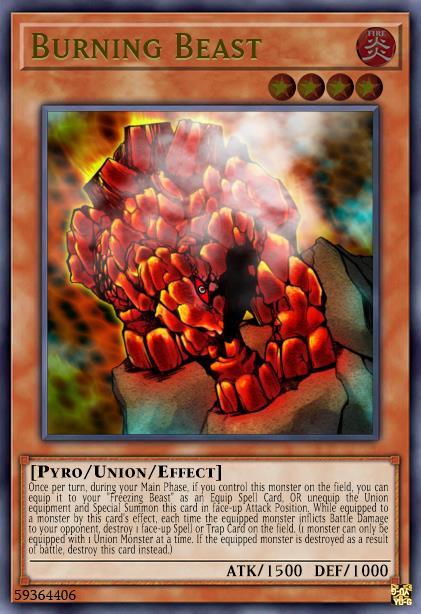 BURNING BEAST
FIRE
炎
[PYRO/UNION/EFFECT]
Once per turn, during your Main Phase, if you control this monster on the field, you can
equip it to your "Freezing Beast" as an Equip Spell Card, OR unequip the Union
equipment and Special Summon this card in face-up Attack Position. While equipped to
a monster by this card's effect, each time the equipped monster inflicts Battle Damage
to your opponent, destroy 1 face-up Spell or Trap Card on the field. (1 monster can only be
equipped with 1 Union Monster at a time. If the equipped monster is destroyed as a result
of battle, destroy this card instead.)
ATK/1500 DEF/1000
59364406